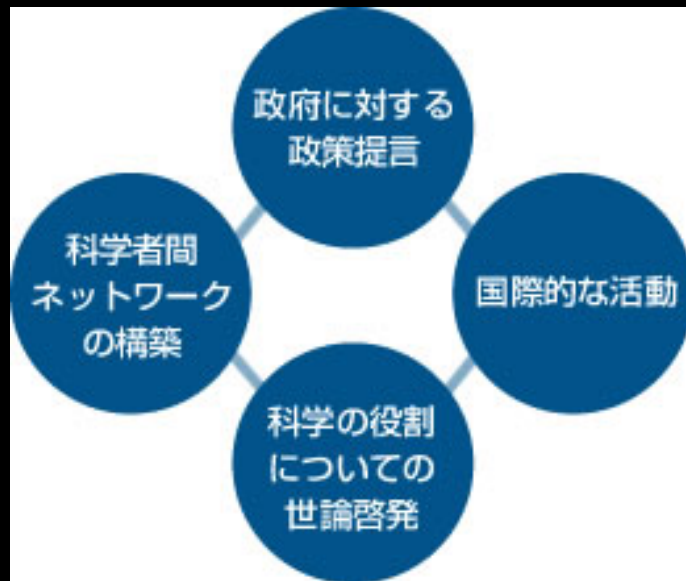 政府に対する
政策提言
科学者間
ネットワーク
の構築
国際的な活動
科学の役割
についての
世論啓発